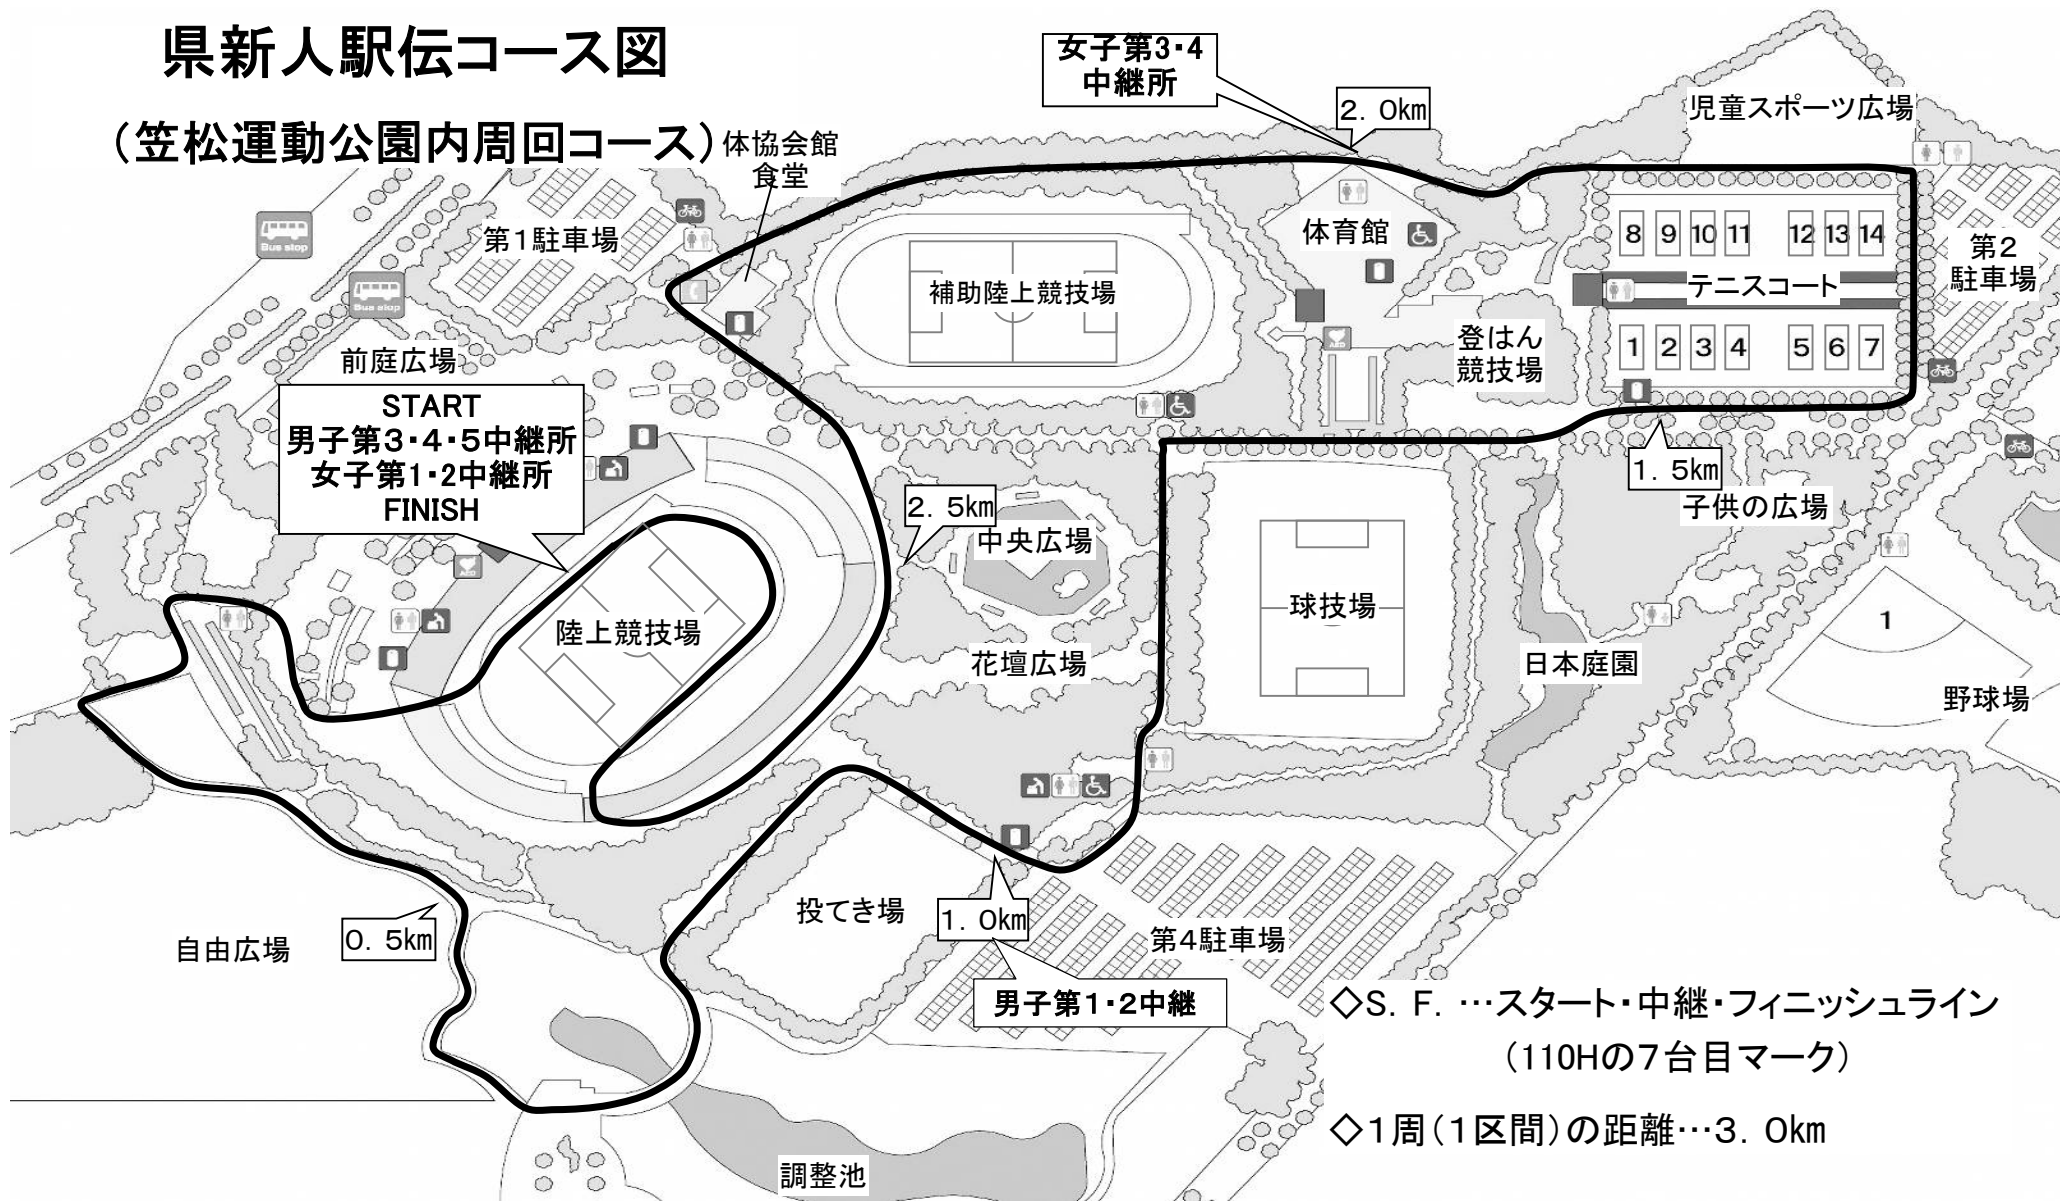 県新人駅伝コース図
（笠松運動公園内周回コース）
女子第3・4
中継所
2．0km
児童スポーツ広場
体協会館
食堂
Bus stop
第１駐車場
体育館
8 9 10 11 12 13 14
第２
駐車場
Bus stop
補助陸上競技場
テニスコート
登はん
競技場
AED
1 2 3 4 5 6 7
前庭広場
START
男子第３・４・５中継所
女子第１・２中継所
FINISH
1．5km
2．5km
子供の広場
中央広場
AED
球技場
1
陸上競技場
花壇広場
日本庭園
野球場
投てき場
1．0km
第４駐車場
自由広場
0．5km
男子第１・２中継
◇S．F．…スタート・中継・フィニッシュライン
（110Hの７台目マーク）
◇１周（１区間）の距離…３．０km
調整池